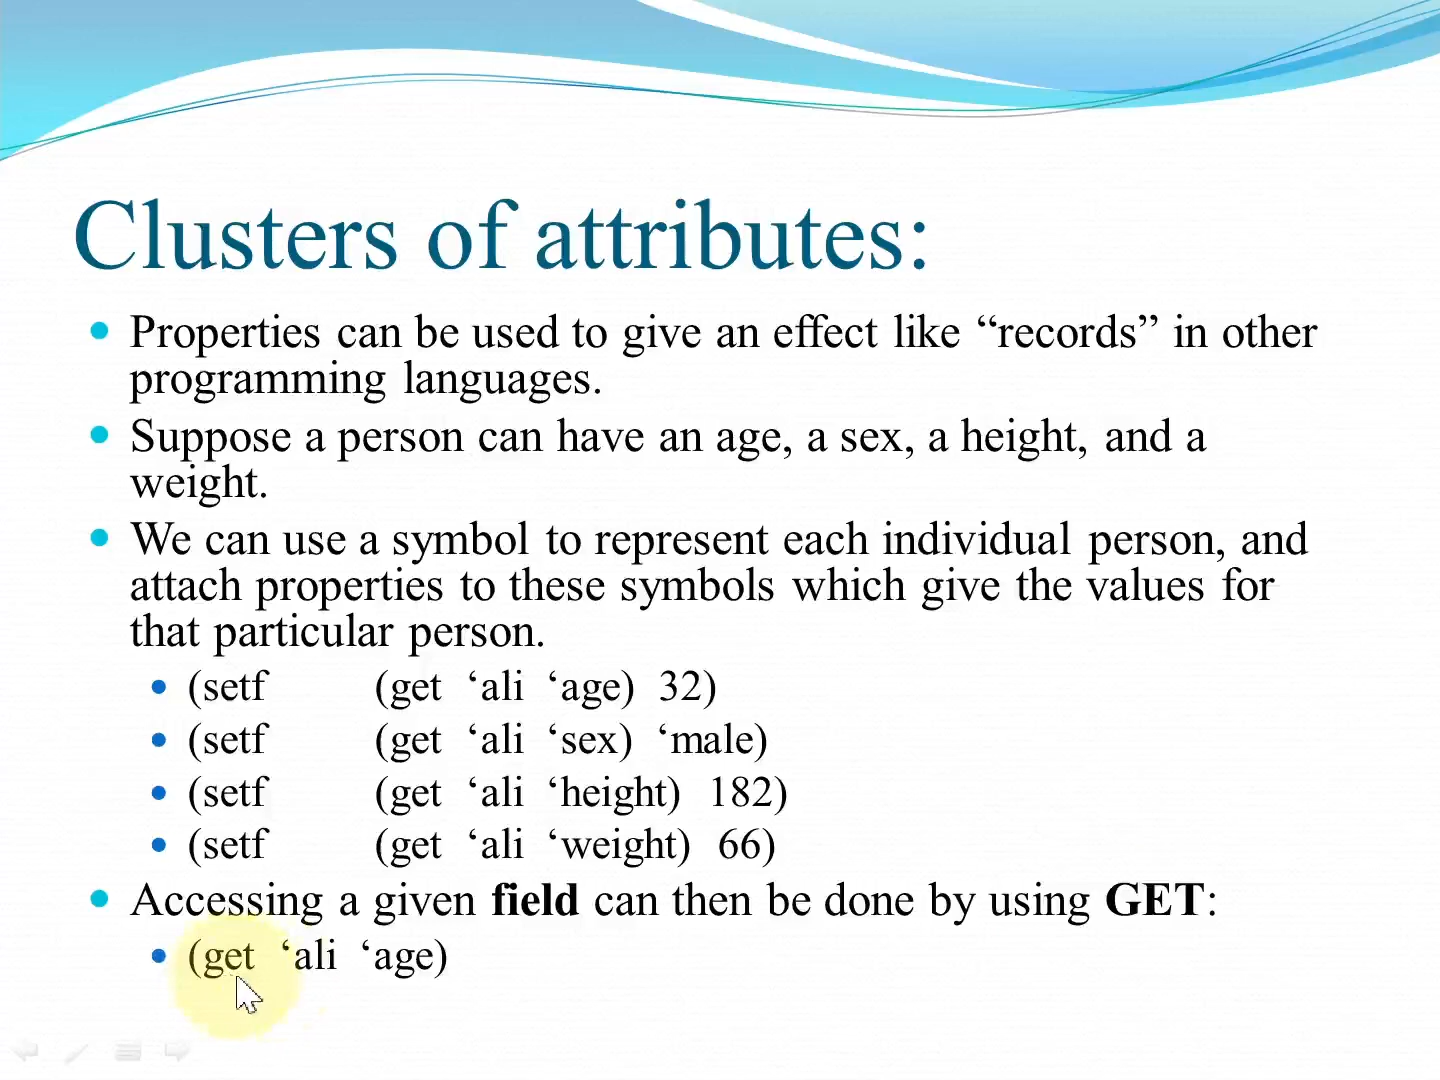 Clusters of attributes:
Properties can be used to give an effect like “records” in other
programming languages.
Suppose a person can have an age, a sex, a height, and a
weight.
We can use a symbol to represent each individual person, and
attach properties to these symbols which give the values for
that particular person.
(setf (get ‘ali ‘age) 32)
(setf (get ‘ali ‘sex) ‘male)
(setf (get ‘ali ‘height) 182)
(setf (get ‘ali ‘weight) 66)
Accessing a given field can then be done by using GET:
(get ‘ali ‘age)